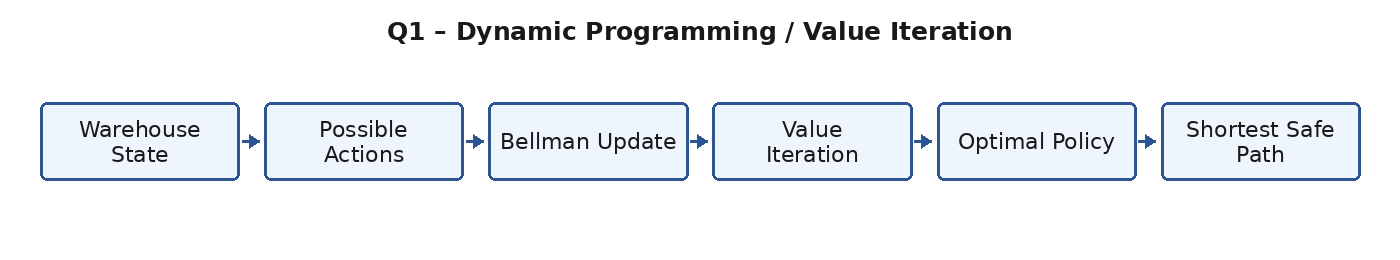 Q1 – Dynamic Programming / Value Iteration
Warehouse
State
Possible
Actions
Bellman Update
Value
Iteration
Optimal Policy
Shortest Safe
Path